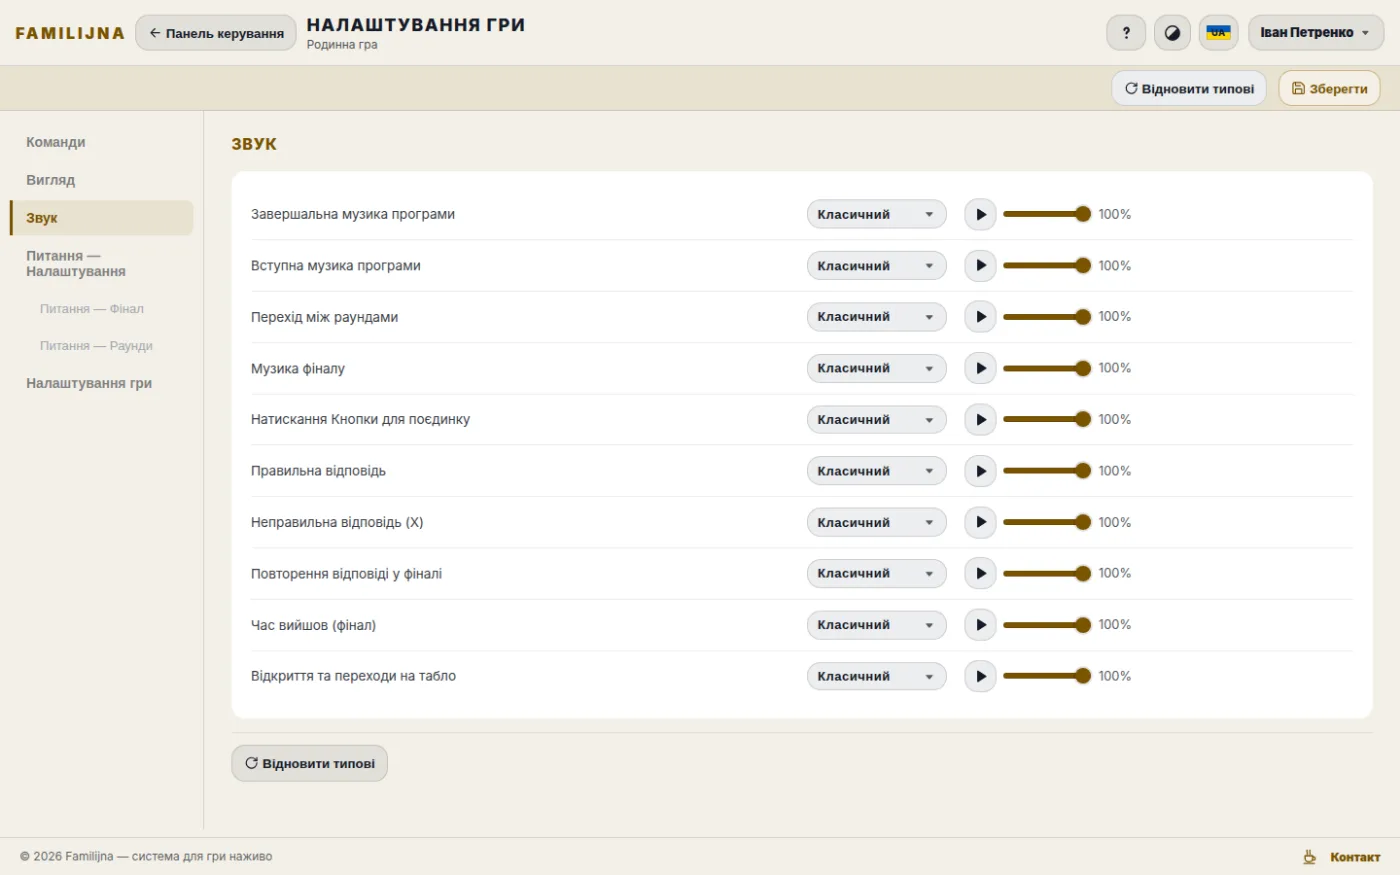 FAMILIJNA
← Панель керування
НАЛАШТУВАННЯ ГРИ
Родинна гра
?
UA
Іван Петренко
Відновити типові
Зберегти
Команди
Вигляд
Звук
Питання —
Налаштування
Питання — Фінал
Питання — Раунди
Налаштування гри
ЗВУК
Завершальна музика програми Класичний 100%
Вступна музика програми Класичний 100%
Перехід між раундами Класичний 100%
Музика фіналу Класичний 100%
Натискання Кнопки для поєдинку Класичний 100%
Правильна відповідь Класичний 100%
Неправильна відповідь (X) Класичний 100%
Повторення відповіді у фіналі Класичний 100%
Час вийшов (фінал) Класичний 100%
Відкриття та переходи на табло Класичний 100%
Відновити типові
© 2026 Familijna — система для гри наживо
Контакт